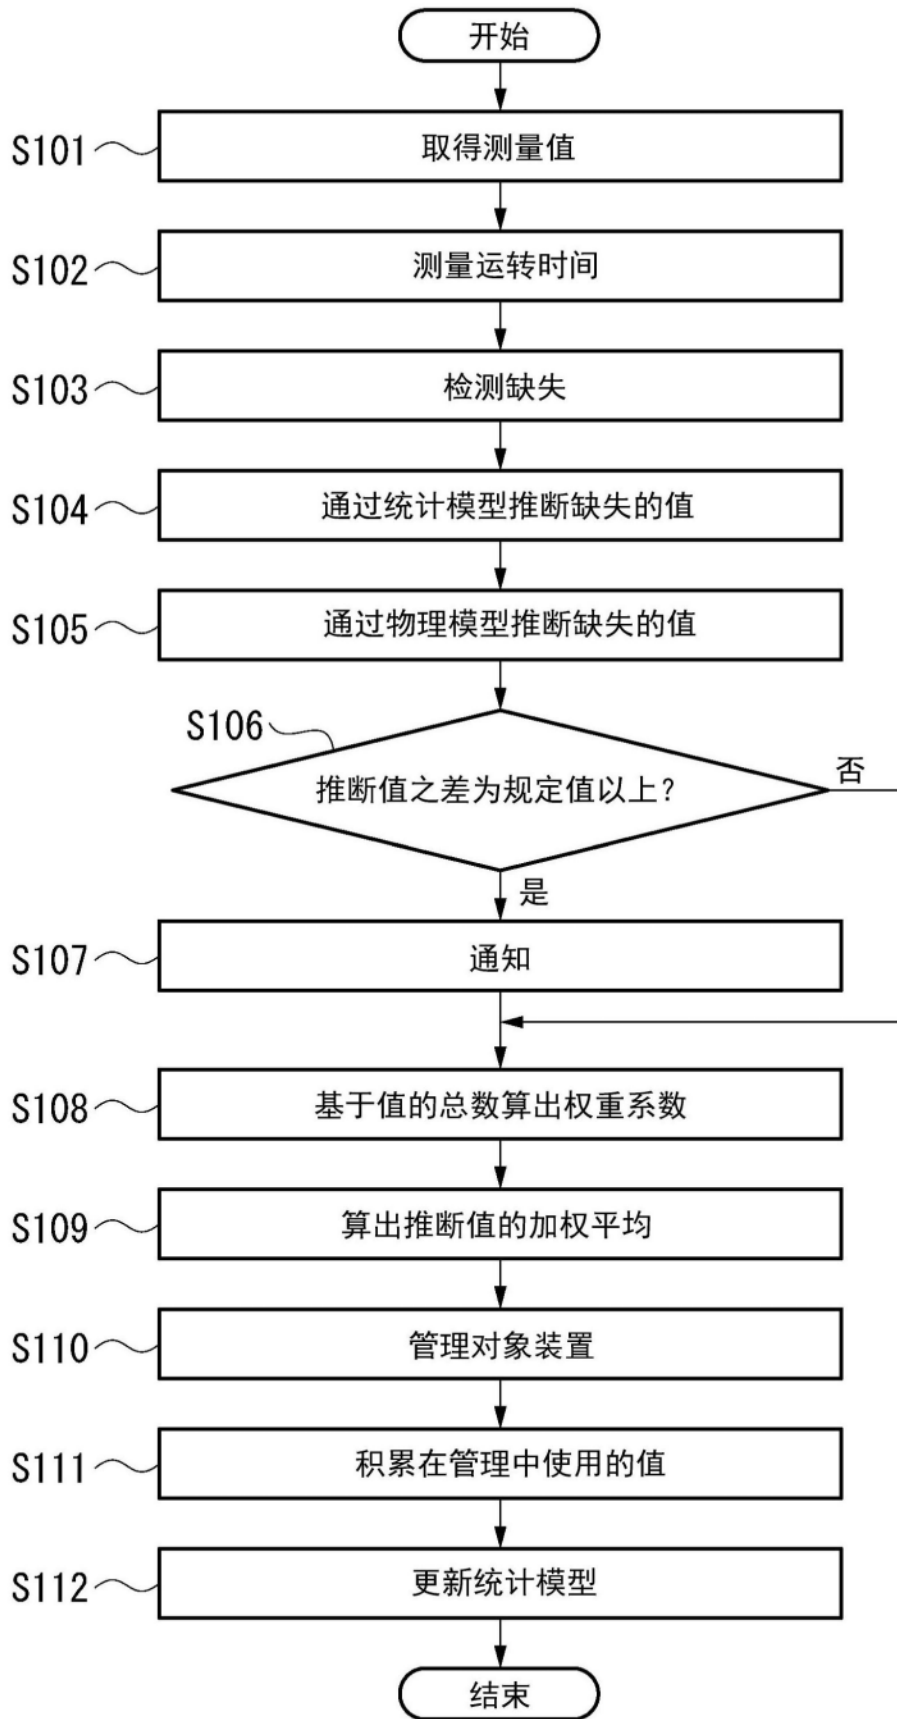 开始
S101
取得测量值
S102
测量运转时间
S103
检测缺失
S104
通过统计模型推断缺失的值
S105
通过物理模型推断缺失的值
S106
推断值之差为规定值以上?
否
是
S107
通知
S108
基于值的总数算出权重系数
S109
算出推断值的加权平均
S110
管理对象装置
S111
积累在管理中使用的值
S112
更新统计模型
结束